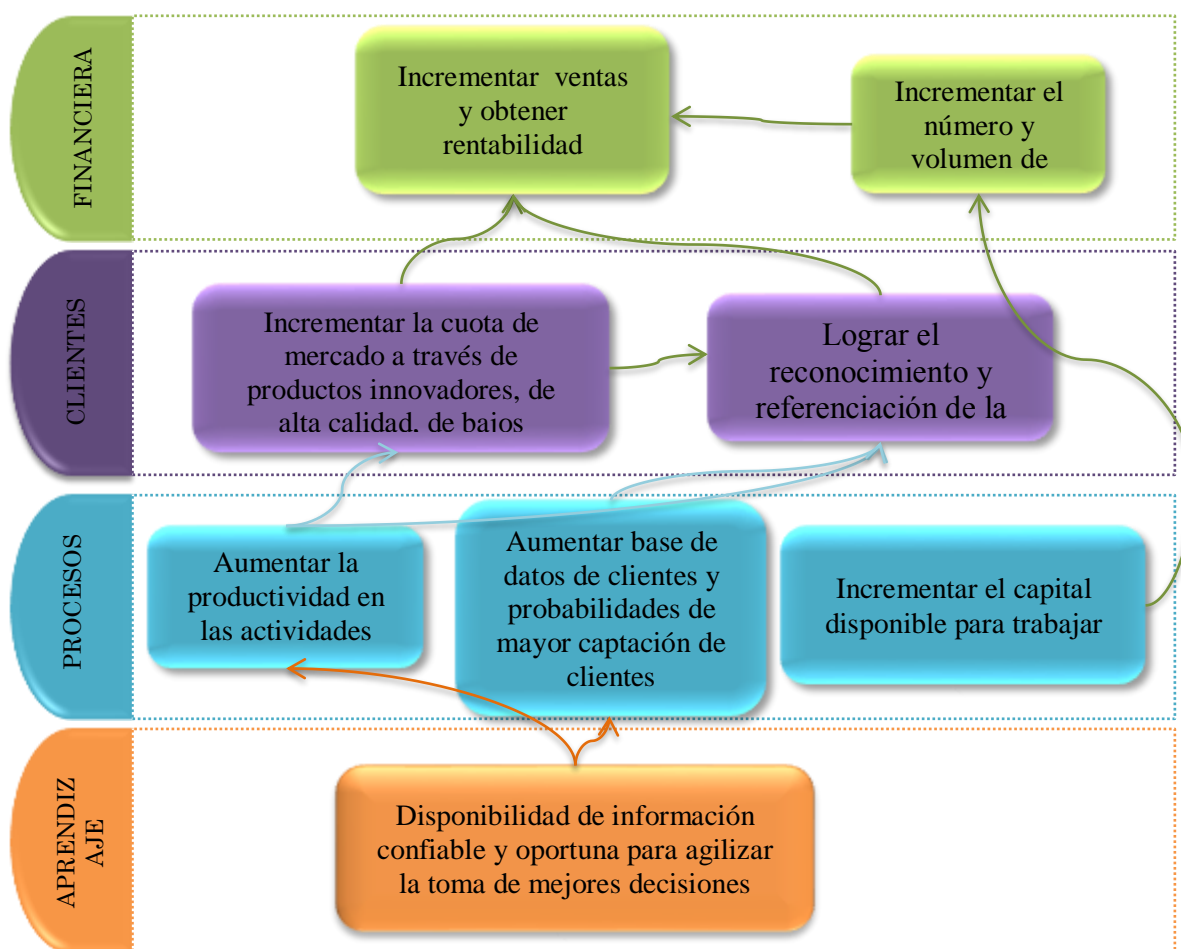 FINANCIERA
Incrementar ventas
y obtener
rentabilidad
Incrementar el
número y
volumen de
CLIENTES
Incrementar la cuota de
mercado a través de
productos innovadores, de
alta calidad, de bajos
Lograr el
reconocimiento y
referenciación de la
PROCESOS
Aumentar la
productividad en
las actividades
Aumentar base de
datos de clientes y
probabilidades de
mayor captación de
clientes
Incrementar el capital
disponible para trabajar
APRENDIZ
AJE
Disponibilidad de información
confiable y oportuna para agilizar
la toma de mejores decisiones